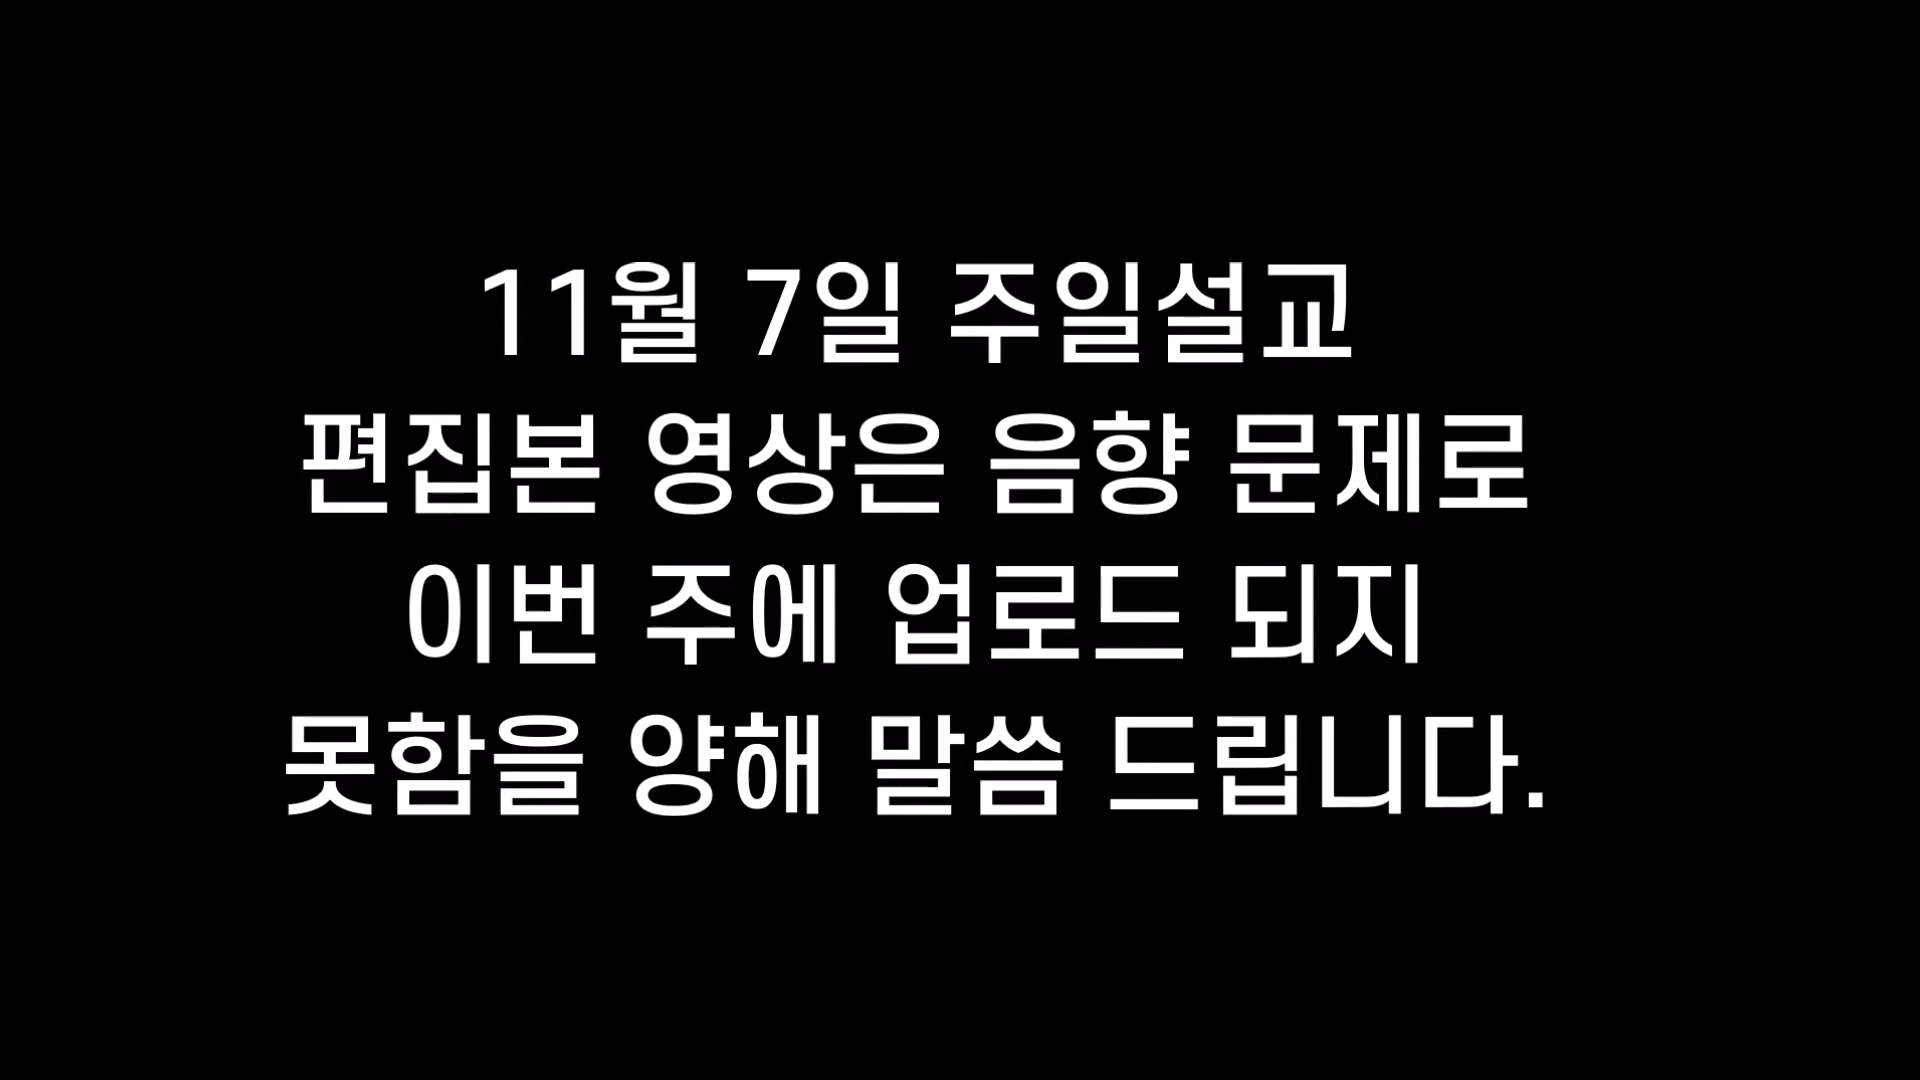 11월 7일 주일설교
편집본 영상은 음향 문제로
이번 주에 업로드 되지
못함을 양해 말씀 드립니다.